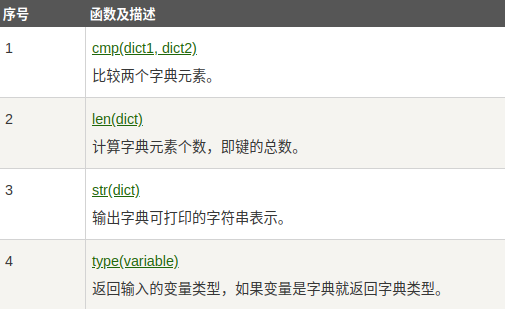 序号 函数及描述
1 cmp(dict1, dict2)
比较两个字典元素。
2 len(dict)
计算字典元素个数，即键的总数。
3 str(dict)
输出字典可打印的字符串表示。
4 type(variable)
返回输入的变量类型，如果变量是字典就返回字典类型。